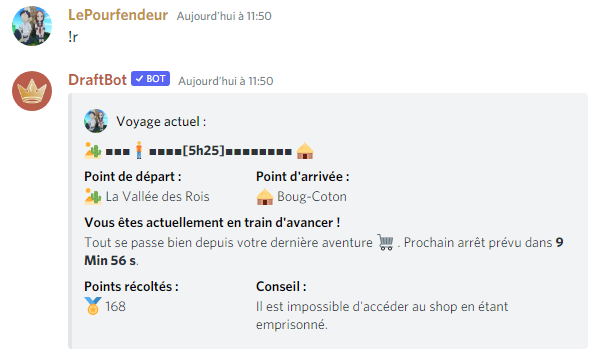 LePourfendeur Aujourd'hui à 11:50
!r
DraftBot ✓ BOT Aujourd'hui à 11:50
Voyage actuel :
🏜️ ■■■🧍■■■■[5h25]■■■■■■■■ 🛖
Point de départ : Point d'arrivée :
🏜️ La Vallée des Rois 🛖 Boug-Coton
Vous êtes actuellement en train d'avancer !
Tout se passe bien depuis votre dernière aventure 🛒 . Prochain arrêt prévu dans 9
Min 56 s.
Points récoltés : Conseil :
🏅 168 Il est impossible d'accéder au shop en étant
emprisonné.